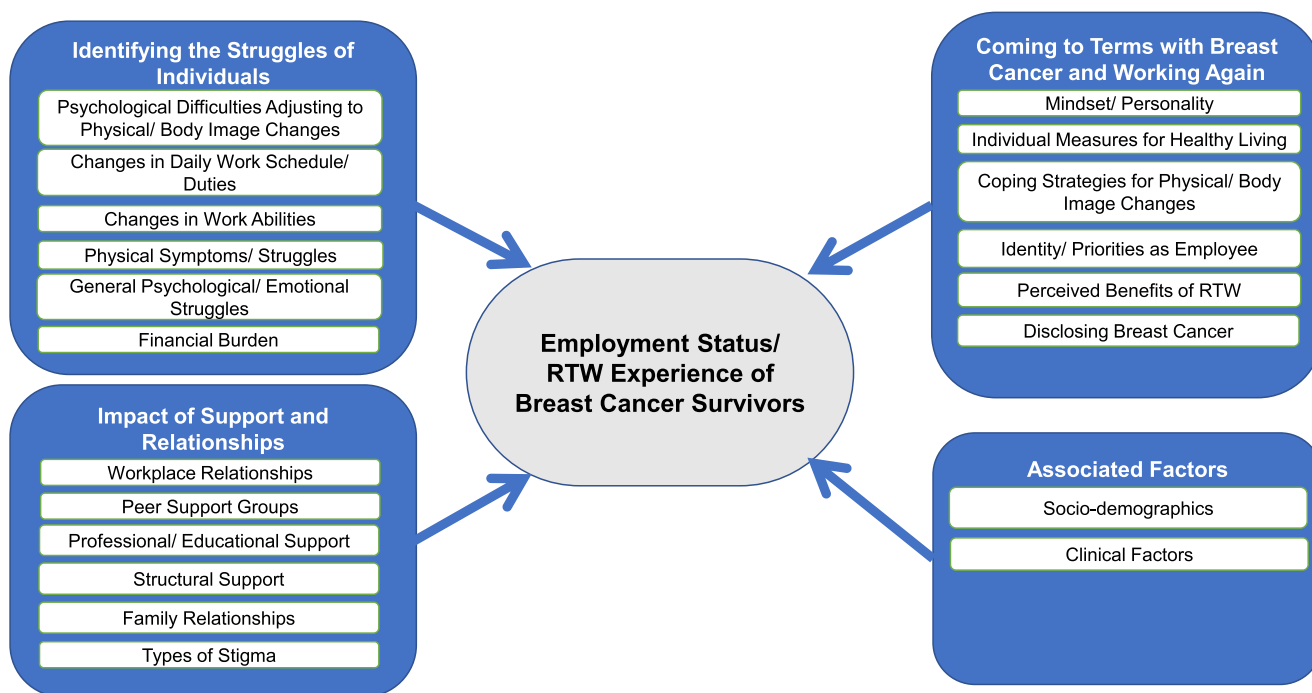 Identifying the Struggles of
Individuals
Psychological Difficulties Adjusting to
Physical/ Body Image Changes
Changes in Daily Work Schedule/
Duties
Changes in Work Abilities
Physical Symptoms/ Struggles
General Psychological/ Emotional
Struggles
Financial Burden
Impact of Support and
Relationships
Workplace Relationships
Peer Support Groups
Professional/ Educational Support
Structural Support
Family Relationships
Types of Stigma
Employment Status/
RTW Experience of
Breast Cancer Survivors
Coming to Terms with Breast
Cancer and Working Again
Mindset/ Personality
Individual Measures for Healthy Living
Coping Strategies for Physical/ Body
Image Changes
Identity/ Priorities as Employee
Perceived Benefits of RTW
Disclosing Breast Cancer
Associated Factors
Socio-demographics
Clinical Factors